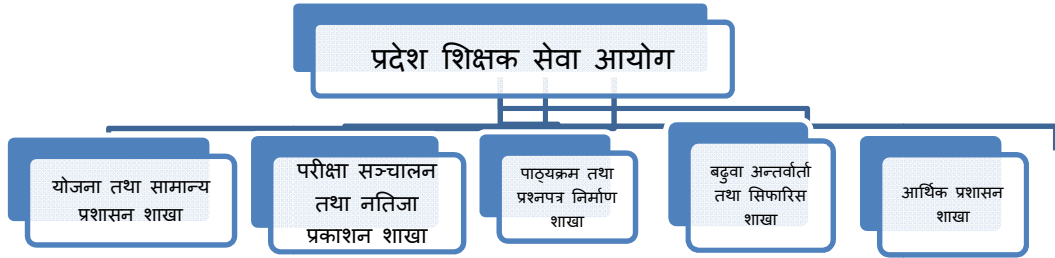 प्रदेश शिक्षक सेवा आयोग
योजना तथा सामान्य
प्रशासन शाखा
परीक्षा सञ्चालन
तथा नतिजा
प्रकाशन शाखा
पाठ्यक्रम तथा
प्रश्नपत्र निर्माण
शाखा
बढुवा अन्तर्वार्ता
तथा सिफारिस
शाखा
आर्थिक प्रशासन
शाखा